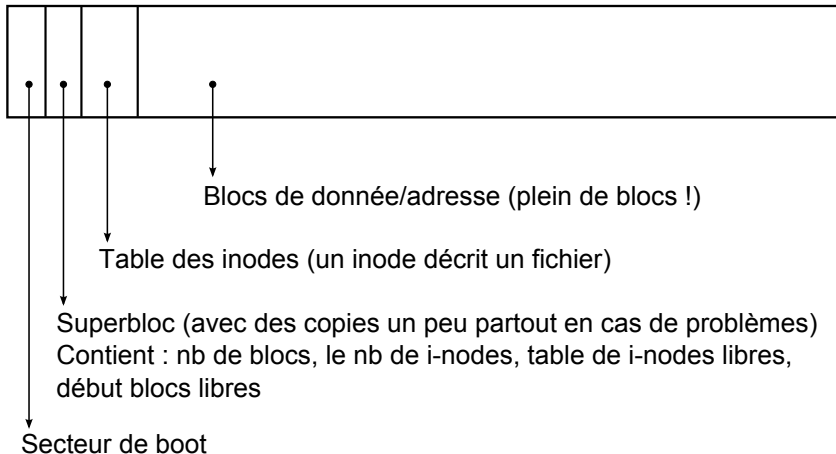 Blocs de donnée/adresse (plein de blocs !)
Table des inodes (un inode décrit un fichier)
Superbloc (avec des copies un peu partout en cas de problèmes)
Contient : nb de blocs, le nb de i-nodes, table de i-nodes libres,
début blocs libres
Secteur de boot